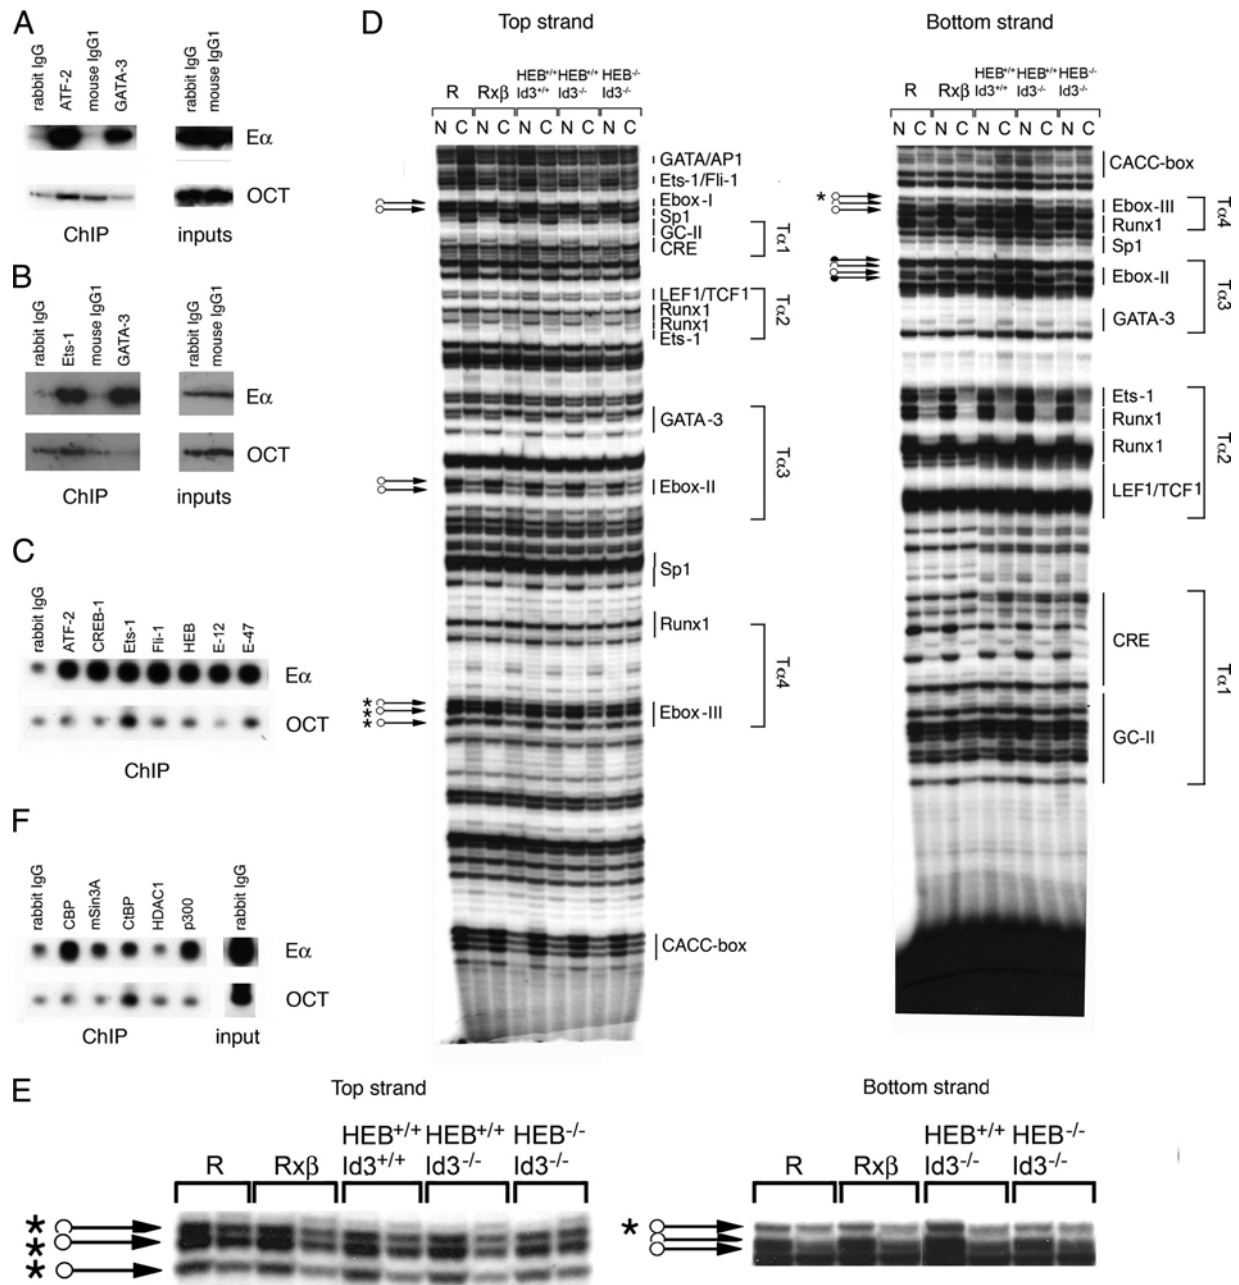 A
rabbit IgG
ATF-2
mouse IgG1
GATA-3
rabbit IgG
mouse IgG1
Eα
OCT
ChIP
inputs
B
rabbit IgG
Ets-1
mouse IgG1
GATA-3
rabbit IgG
mouse IgG1
Eα
OCT
ChIP
inputs
C
rabbit IgG
ATF-2
CREB-1
Ets-1
Fli-1
HEB
E-12
E-47
Eα
OCT
ChIP
F
rabbit IgG
CBP
mSin3A
CtBP
HDAC1
p300
rabbit IgG
Eα
OCT
ChIP
input
D
Top strand
HEB+/+ HEB+/+ HEB-/-
R Rxβ Id3+/+ Id3-/- Id3-/-
N C N C N C N C N C
GATA/AP1
Ets-1/Fli-1
Ebox-I
Sp1
GC-II
CRE
Tα1
LEF1/TCF1
Runx1
Runx1
Ets-1
Tα2
GATA-3
Tα3
Ebox-II
Sp1
Runx1
Tα4
* * *
Ebox-III
CACC-box
Bottom strand
HEB+/+ HEB+/+ HEB-/-
R Rxβ Id3+/+ Id3-/- Id3-/-
N C N C N C N C N C
CACC-box
*
Ebox-III
Runx1
Tα4
Sp1
Ebox-II
Tα3
GATA-3
Ets-1
Runx1
Runx1
Tα2
LEF1/TCF1
CRE
Tα1
GC-II
E
Top strand
HEB+/+ HEB+/+ HEB-/-
R Rxβ Id3+/+ Id3-/- Id3-/-
*
*
*
Bottom strand
HEB+/+ HEB-/-
R Rxβ Id3-/- Id3-/-
*